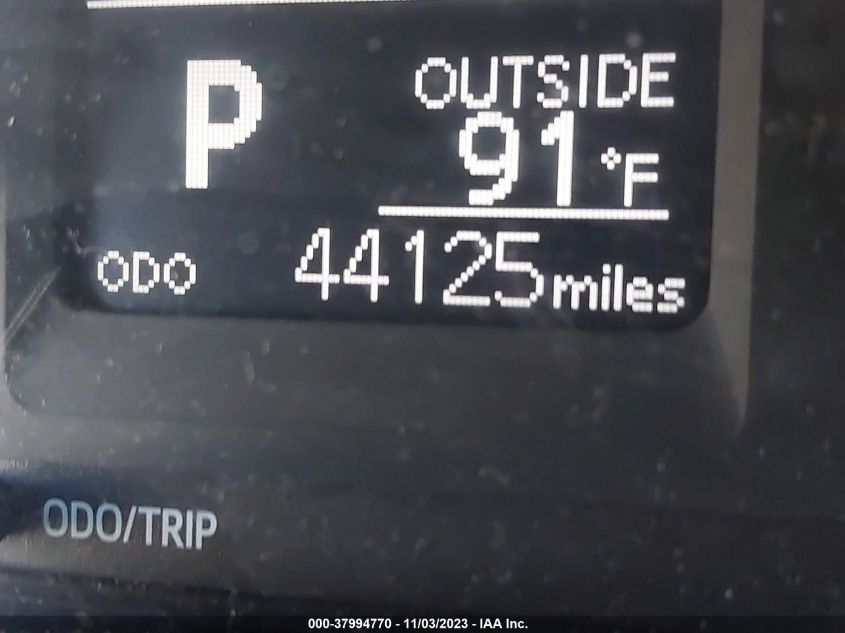 P
OUTSIDE
91°F
ODO 44125 miles
ODO/TRIP
000-37994770 - 11/03/2023 - IAA Inc.